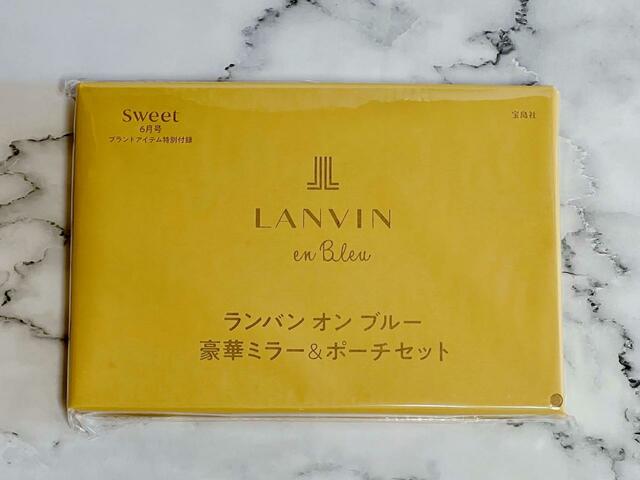 sweet
6月号
ブランドアイテム特別付録
宝島社
LANVIN
en Bleu
ランバン オン ブルー
豪華ミラー&ポーチセット